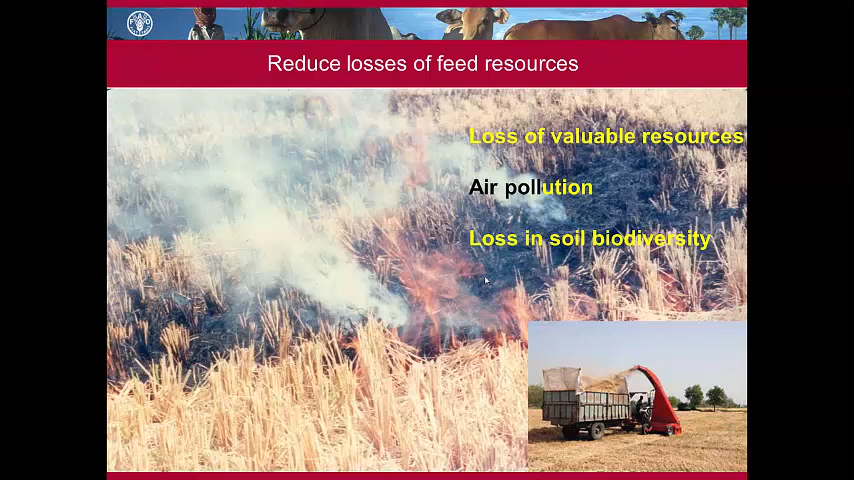 Reduce losses of feed resources
Loss of valuable resources
Air pollution
Loss in soil biodiversity